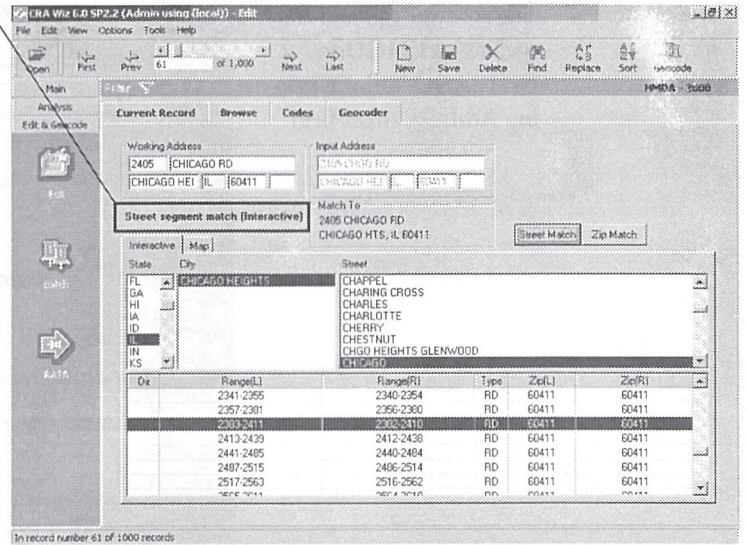 CRA Wiz 6.0 SP2.2 (Admin using (local)) - Edit
File Edit View Options Tools Help
61 of 1,000
Open First Prev Next Last New Save Delete Find Replace Sort Geocode
Main
Analysis
Edit & Geocode
Edit
Batch
Filter
HMDA - 3000
Current Record Browse Codes Geocoder
Working Address Input Address
2405 CHICAGO RD
CHICAGO HEI IL 60411
CHICAGO HEI IL 60411
Street segment match (Interactive)
Match To
2405 CHICAGO RD
CHICAGO HTS, IL 60411
Street Match Zip Match
Interactive Map
State City Street
FL CHICAGO HEIGHTS CHAPPEL
GA CHARING CROSS
HI CHARLES
IA CHARLOTTE
ID CHERRY
IL CHESTNUT
IN CHGO HEIGHTS GLENWOOD
KS CHICAGO
Dir Range(L) Range(R) Type Zip(L) Zip(R)
2341-2355 2340-2354 RD 60411 60411
2357-2381 2356-2380 RD 60411 60411
2383-2411 2382-2410 RD 60411 60411
2413-2439 2412-2438 RD 60411 60411
2441-2485 2440-2484 RD 60411 60411
2487-2515 2486-2514 RD 60411 60411
2517-2563 2516-2562 RD 60411 60411
In record number 61 of 1000 records